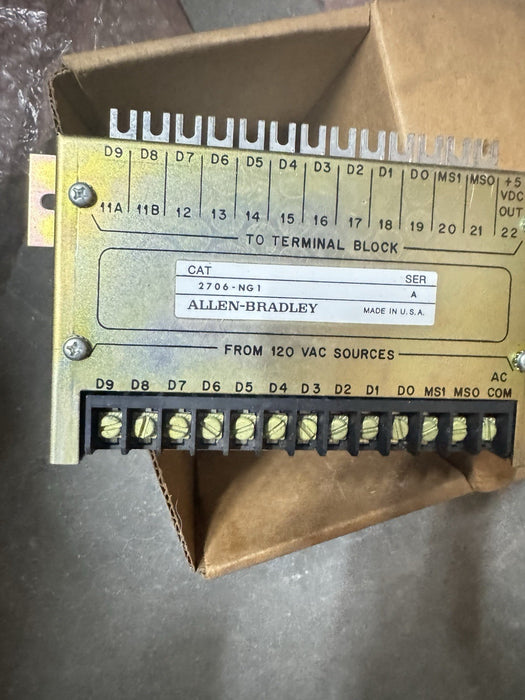 D9 D8 D7 D6 D5 D4 D3 D2 D1 D0 MS1 MS0 +5 VDC OUT
11A 11B 12 13 14 15 16 17 18 19 20 21 22
TO TERMINAL BLOCK
CAT SER
2706-NG1 A
ALLEN-BRADLEY MADE IN U.S.A.
FROM 120 VAC SOURCES
D9 D8 D7 D6 D5 D4 D3 D2 D1 D0 MS1 MS0 AC COM